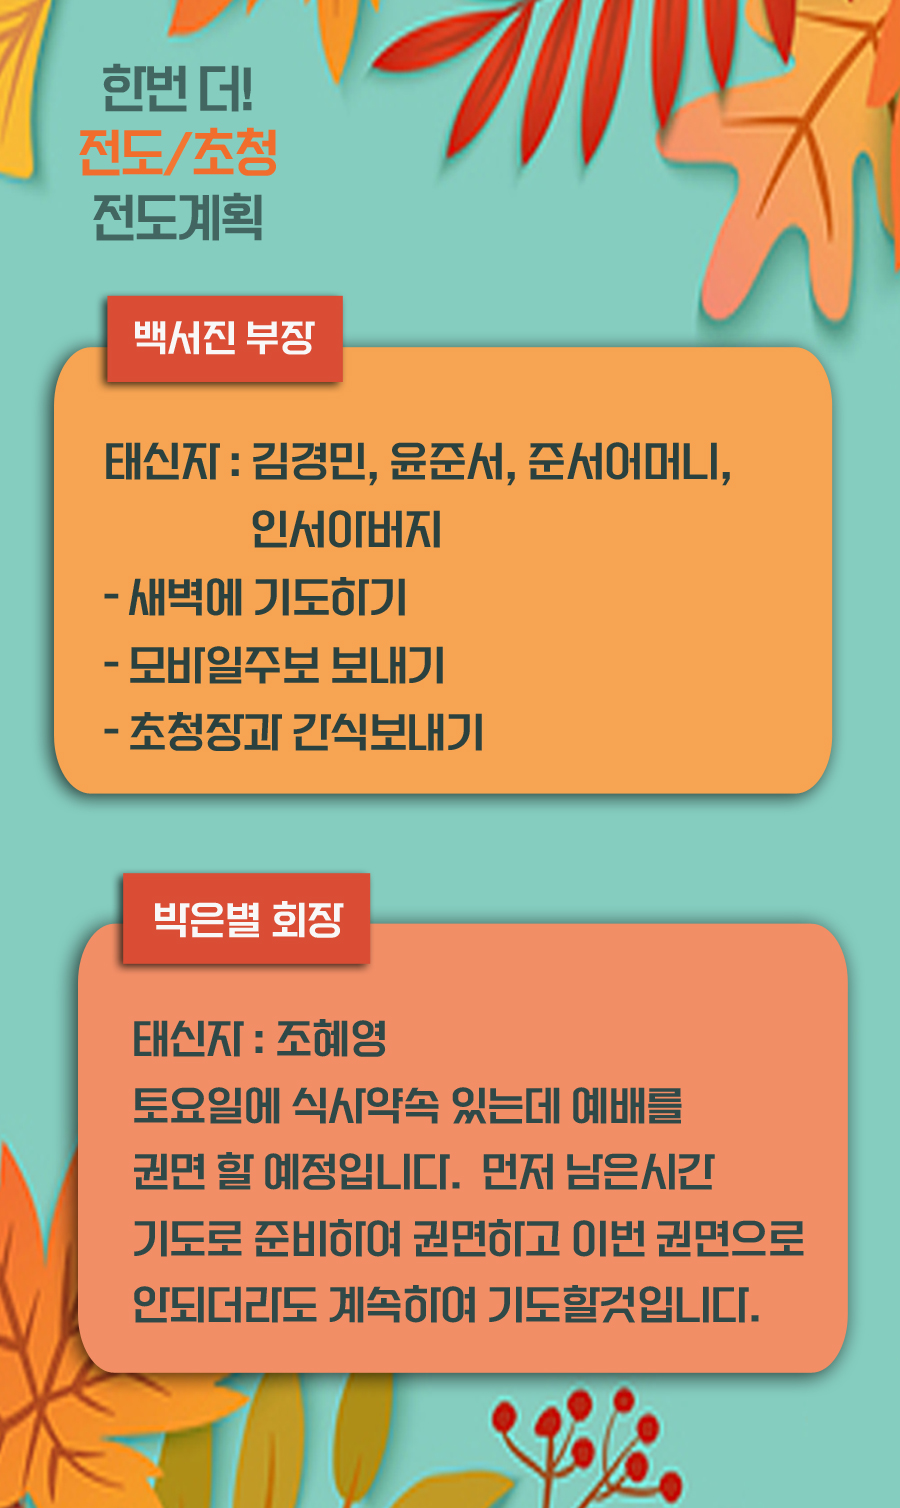 한번 더!
전도/초청
전도계획
백서진 부장
태신자 : 김경민, 윤준서, 준서어머니,
인서아버지
- 새벽에 기도하기
- 모바일주보 보내기
- 초청장과 간식보내기
박은별 회장
태신자 : 조혜영
토요일에 식사약속 있는데 예배를
권면 할 예정입니다. 먼저 남은시간
기도로 준비하여 권면하고 이번 권면으로
안되더라도 계속하여 기도할것입니다.